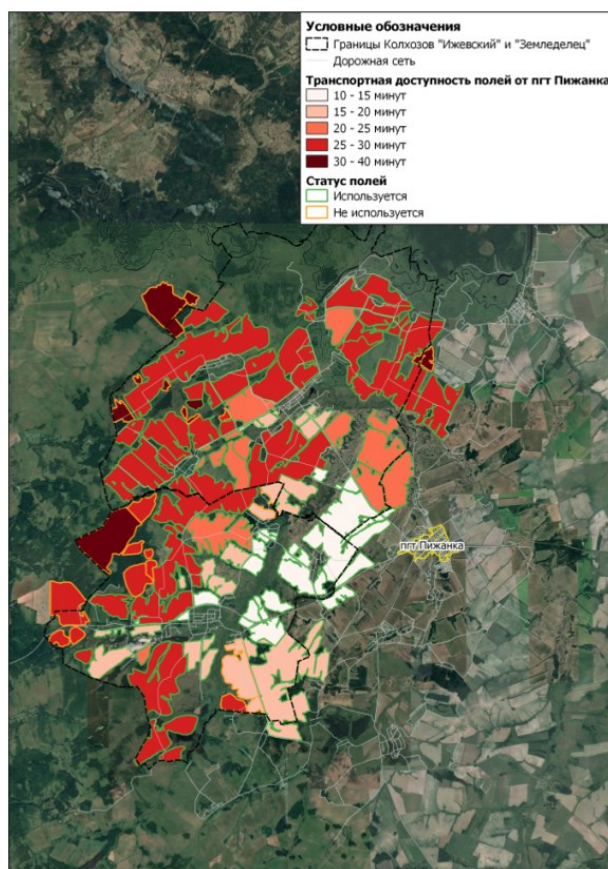 Условные обозначения
Границы Колхозов "Ижевский" и "Земледелец"
Дорожная сеть
Транспортная доступность полей от пгт Пижанка
10 - 15 минут
15 - 20 минут
20 - 25 минут
25 - 30 минут
30 - 40 минут
Статус полей
Используется
Не используется
пгт Пижанка